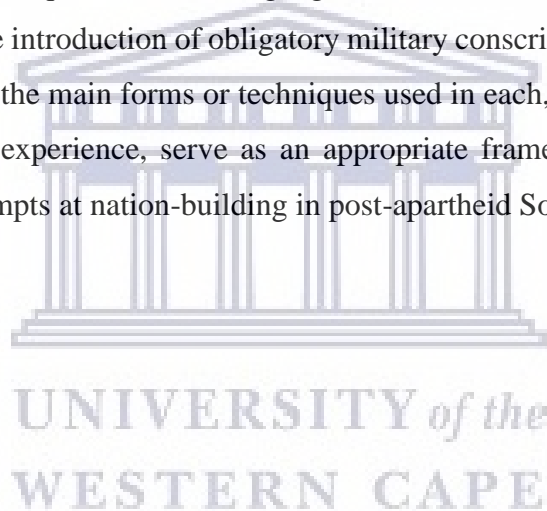 e introduction of obligatory military conscri
the main forms or techniques used in each,
experience, serve as an appropriate frame
mpts at nation-building in post-apartheid So
UNIVERSITY of the
WESTERN CAPE